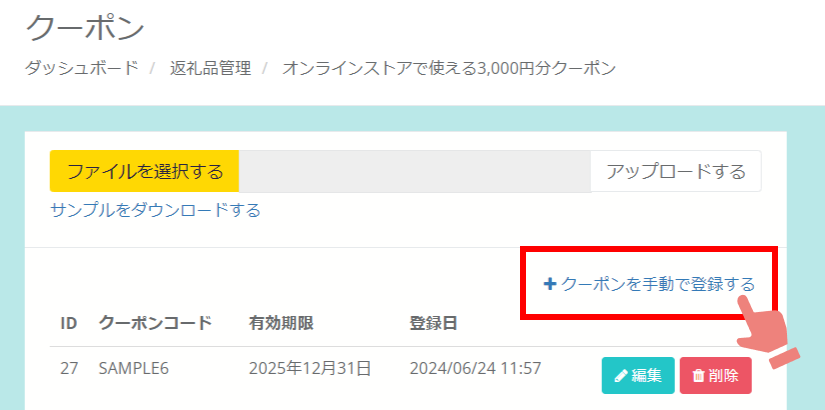 クーポン
ダッシュボード / 返礼品管理 / オンラインストアで使える3,000円分クーポン
ファイルを選択する アップロードする
サンプルをダウンロードする
クーポンを手動で登録する
ID クーポンコード 有効期限 登録日
27 SAMPLE6 2025年12月31日 2024/06/24 11:57 編集 削除